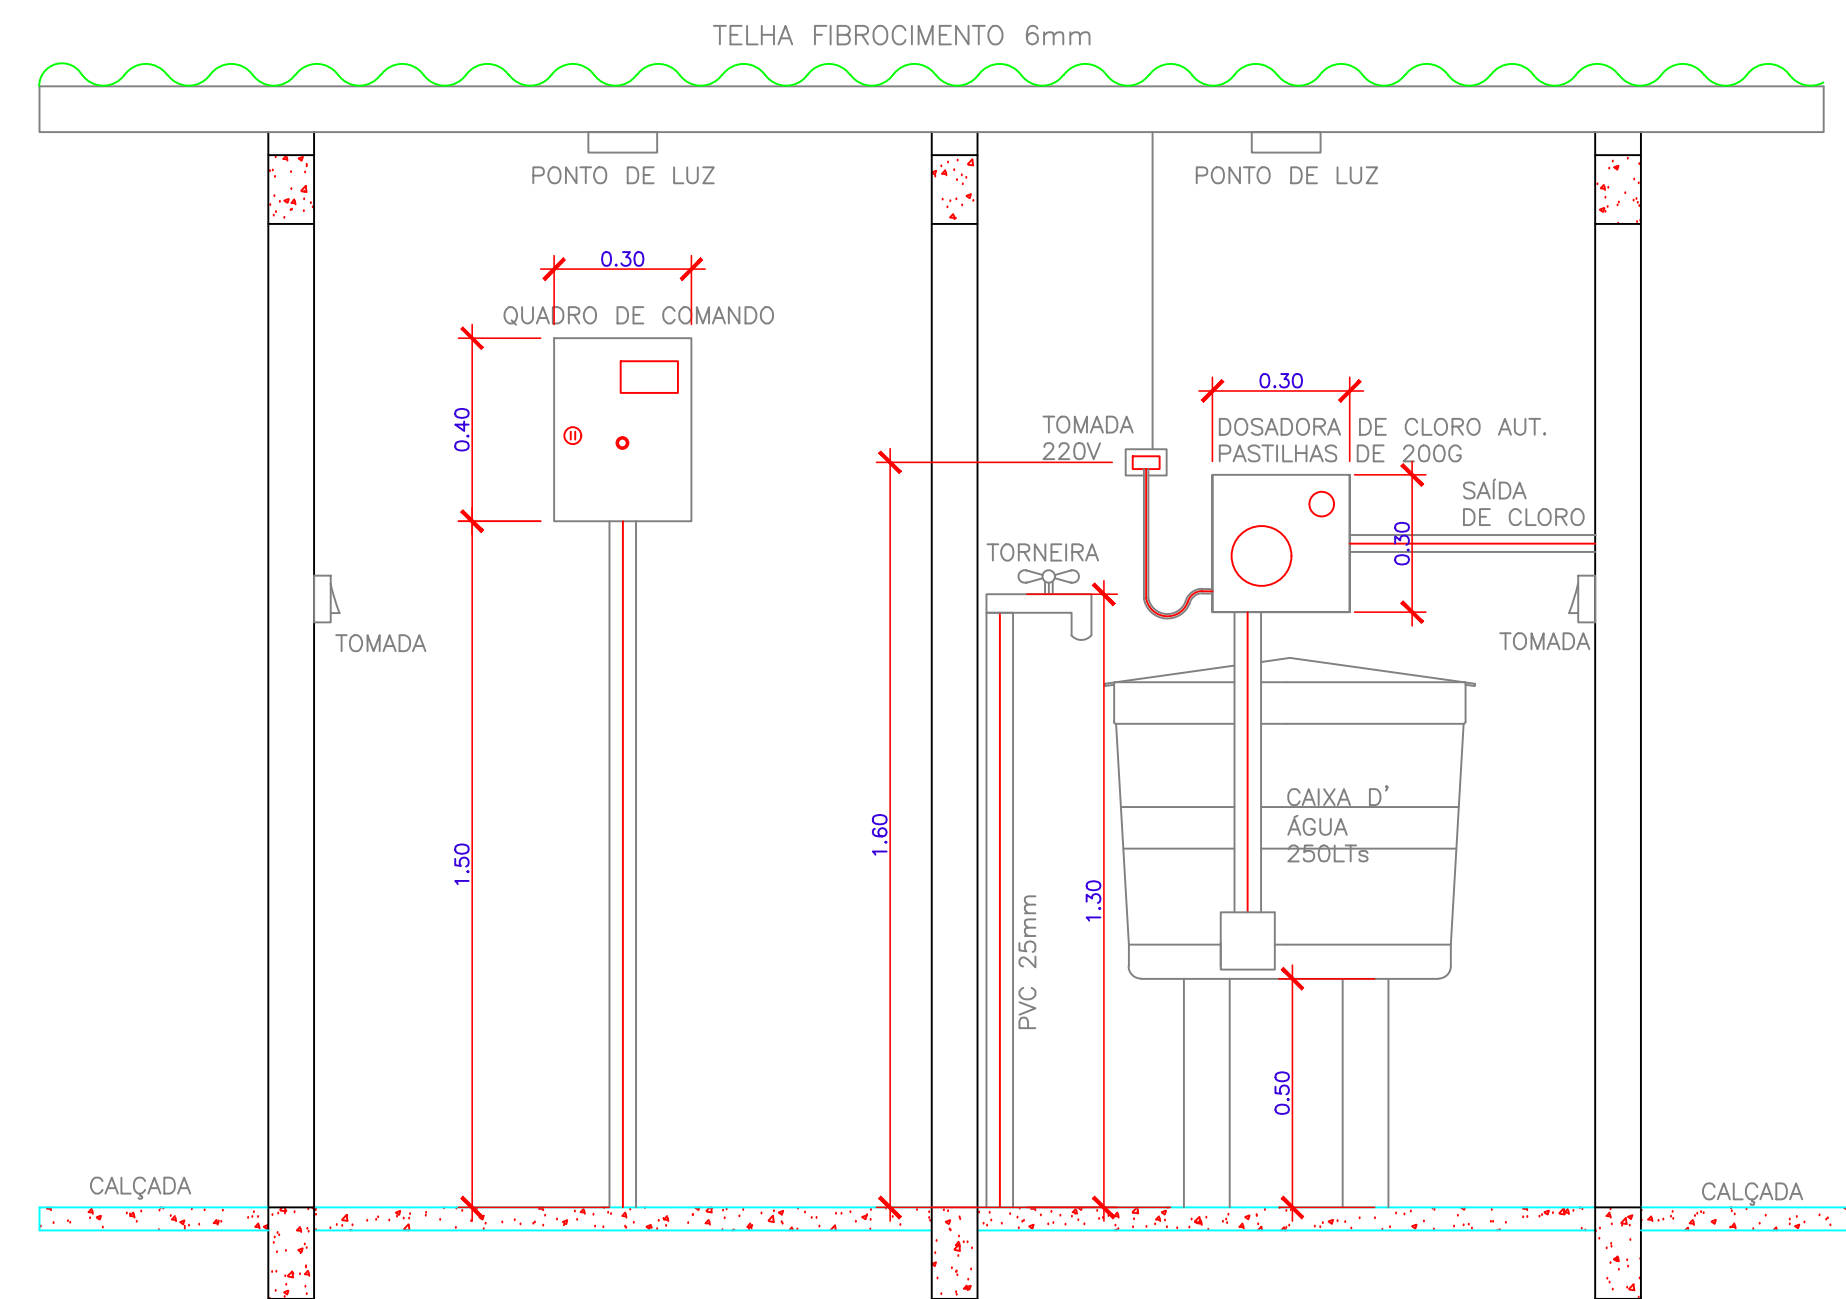 TELHA FIBROCIMENTO 6mm
PONTO DE LUZ
PONTO DE LUZ
0.30
QUADRO DE COMANDO
0.40
0.30
TOMADA
220V
DOSADORA DE CLORO AUT.
PASTILHAS DE 200G
SAÍDA
DE CLORO
0.30
TORNEIRA
TOMADA
TOMADA
CAIXA D'
ÁGUA
250LTs
1.50
1.60
1.30
PVC 25mm
0.50
CALÇADA
CALÇADA